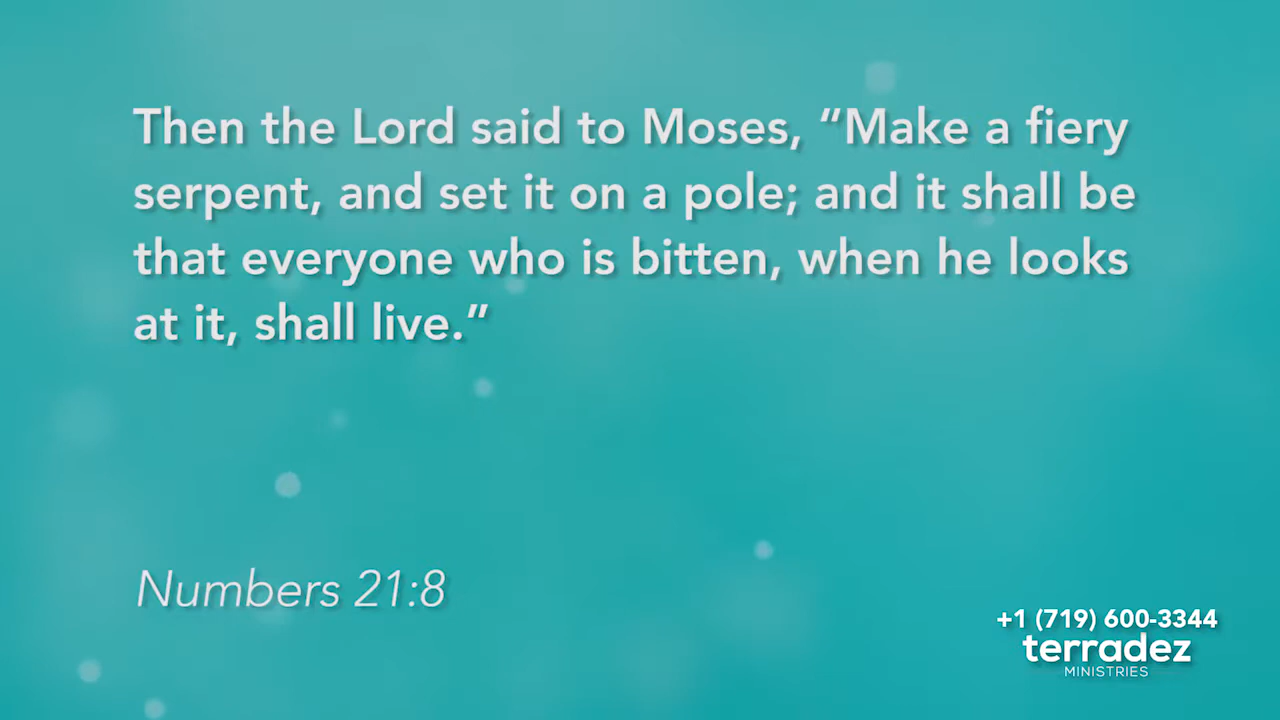 Then the Lord said to Moses, “Make a fiery
serpent, and set it on a pole; and it shall be
that everyone who is bitten, when he looks
at it, shall live.”
Numbers 21:8
+1 (719) 600-3344
terradez
MINISTRIES